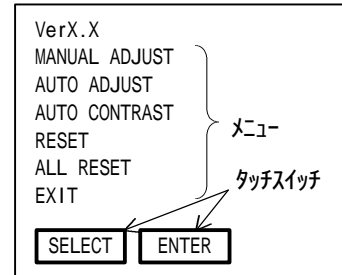 VerX.X
MANUAL ADJUST
AUTO ADJUST
AUTO CONTRAST
RESET
ALL RESET
EXIT
ﾒﾆｭｰ
ﾀｯﾁｽｲｯﾁ
SELECT
ENTER